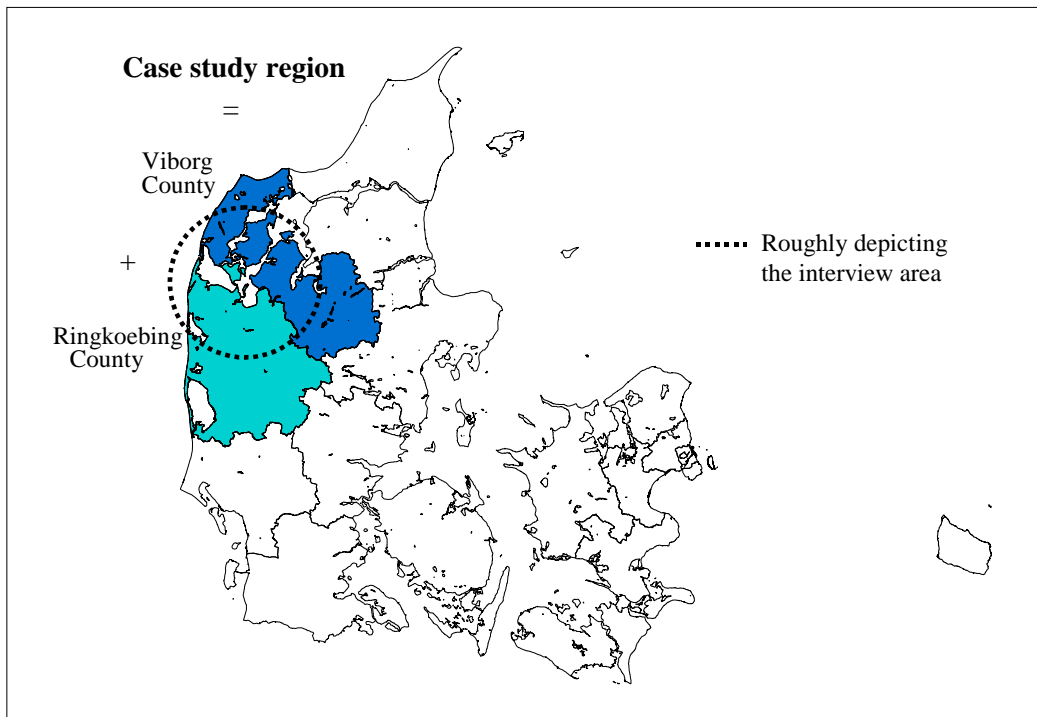 Case study region
=
Viborg
County
+
Ringkoebing
County
Roughly depicting
the interview area